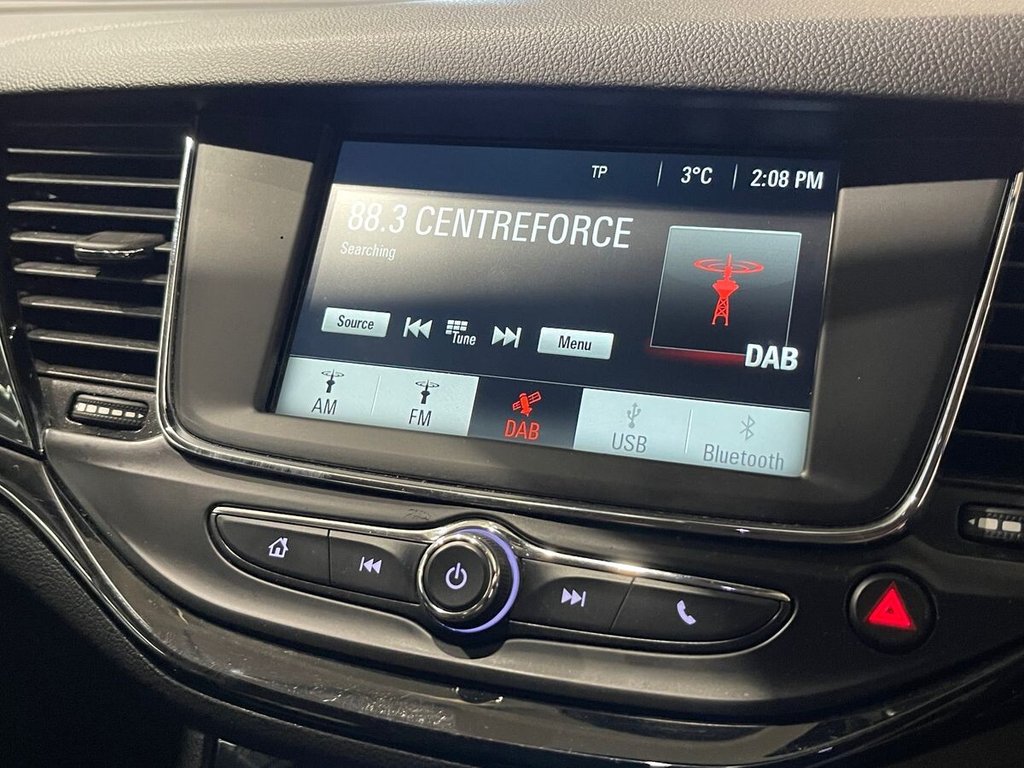 TP 3°C 2:08 PM
88.3 CENTREFORCE
Searching
Source Tune Menu
DAB
AM FM DAB USB Bluetooth